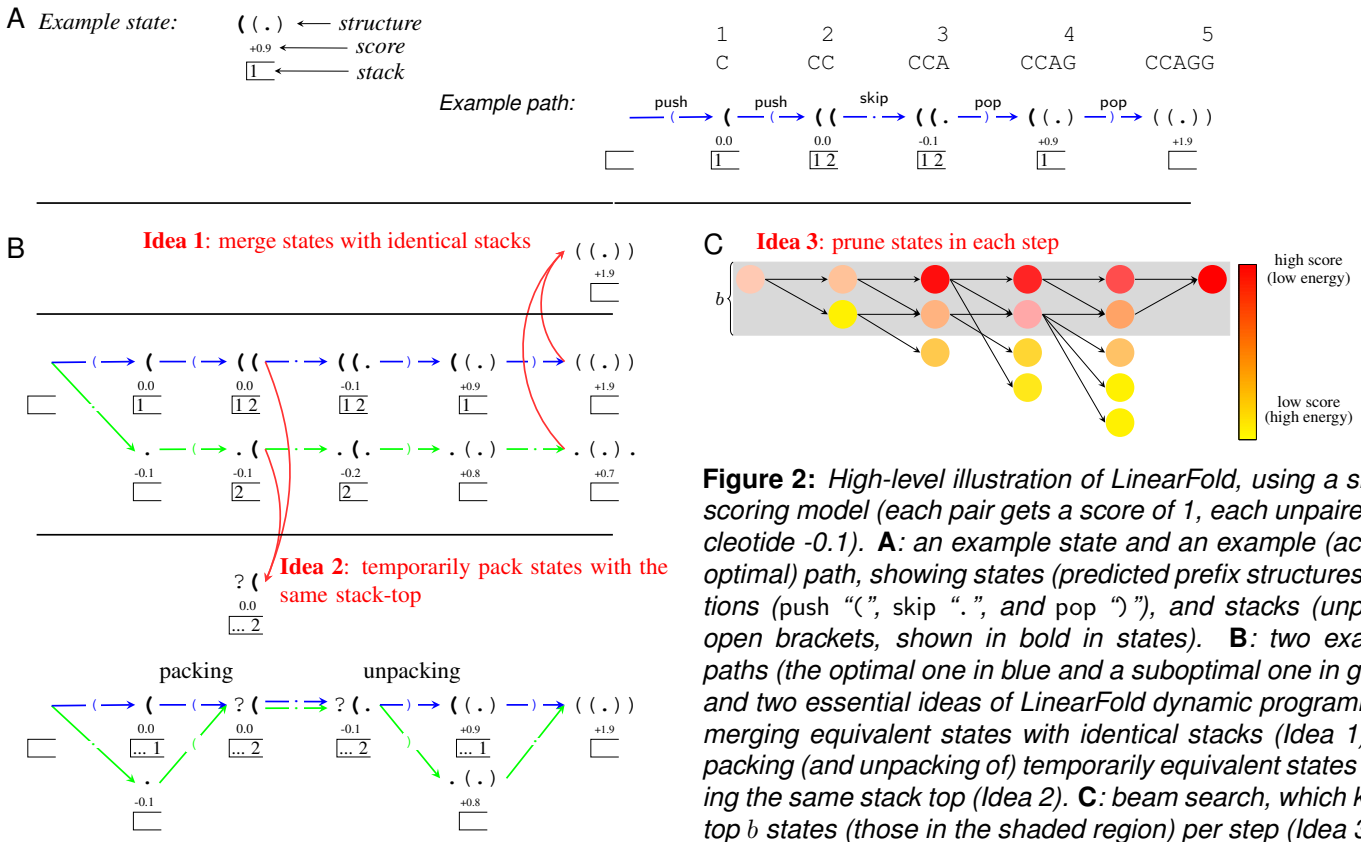 A
Example state:
((.) structure
+0.9 score
1 stack
1 2 3 4 5
C CC CCA CCAG CCAGG
Example path:
push push skip pop pop
( ( . ) )
( (( ((. ((.) ((.))
0.0 0.0 -0.1 +0.9 +1.9
1 1 2 1 2 1
B
Idea 1: merge states with identical stacks
((.))
+1.9
( ( . ) )
( (( ((. ((.) ((.))
0.0 0.0 -0.1 +0.9 +1.9
1 1 2 1 2 1
. ( . ) .
. .( .(. .(.) .(.).
-0.1 -0.1 -0.2 +0.8 +0.7
2 2
Idea 2: temporarily pack states with the
same stack-top
?(
0.0
... 2
packing unpacking
( ( . ) )
( ?( ?(. ((.) ((.))
0.0 0.0 -0.1 +0.9 +1.9
... 1 ... 2 ... 2 ... 1
. ( . ) .
. .(.)
-0.1 +0.8
C
Idea 3: prune states in each step
b
high score
(low energy)
low score
(high energy)
Figure 2: High-level illustration of LinearFold, using a
scoring model (each pair gets a score of 1, each unpaired
cleotide -0.1). A: an example state and an example
optimal) path, showing states (predicted prefix structures
tions (push “(”, skip “.”, and pop “)”), and stacks
open brackets, shown in bold in states). B: two
paths (the optimal one in blue and a suboptimal one in
and two essential ideas of LinearFold dynamic
merging equivalent states with identical stacks (Idea 1)
packing (and unpacking of) temporarily equivalent states
ing the same stack top (Idea 2). C: beam search, which
top b states (those in the shaded region) per step (Idea 3